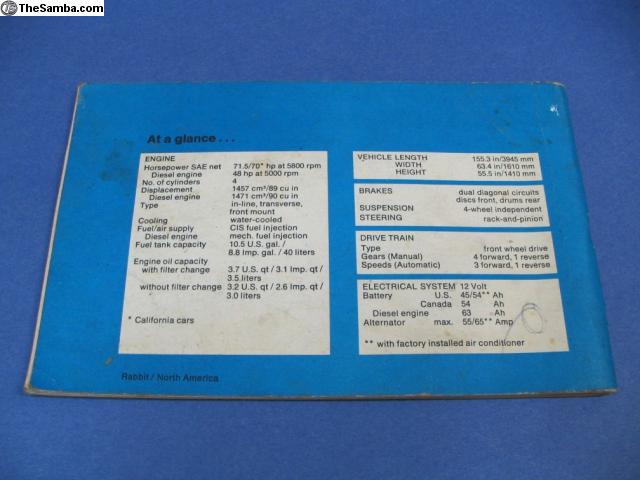 TheSamba.com
At a glance . . .
ENGINE
Horsepower SAE net 71.5/70* hp at 5800 rpm
Diesel engine 48 hp at 5000 rpm
No. of cylinders 4
Displacement 1457 cm³/89 cu in
Diesel engine 1471 cm³/90 cu in
Type in-line, transverse,
front mount
Cooling water-cooled
Fuel/air supply CIS fuel injection
Diesel engine mech. fuel injection
Fuel tank capacity 10.5 U.S. gal. /
8.8 Imp. gal. / 40 liters
Engine oil capacity
with filter change 3.7 U.S. qt / 3.1 Imp. qt /
3.5 liters
without filter change 3.2 U.S. qt / 2.6 Imp. qt /
3.0 liters
* California cars
VEHICLE LENGTH 155.3 in/3945 mm
WIDTH 63.4 in/1610 mm
HEIGHT 55.5 in/1410 mm
BRAKES dual diagonal circuits
discs front, drums rear
SUSPENSION 4-wheel independent
STEERING rack-and-pinion
DRIVE TRAIN
Type front wheel drive
Gears (Manual) 4 forward, 1 reverse
Speeds (Automatic) 3 forward, 1 reverse
ELECTRICAL SYSTEM 12 Volt
Battery U.S. 45/54** Ah
Canada 54 Ah
Diesel engine 63 Ah
Alternator max. 55/65** Amp
** with factory installed air conditioner
Rabbit / North America